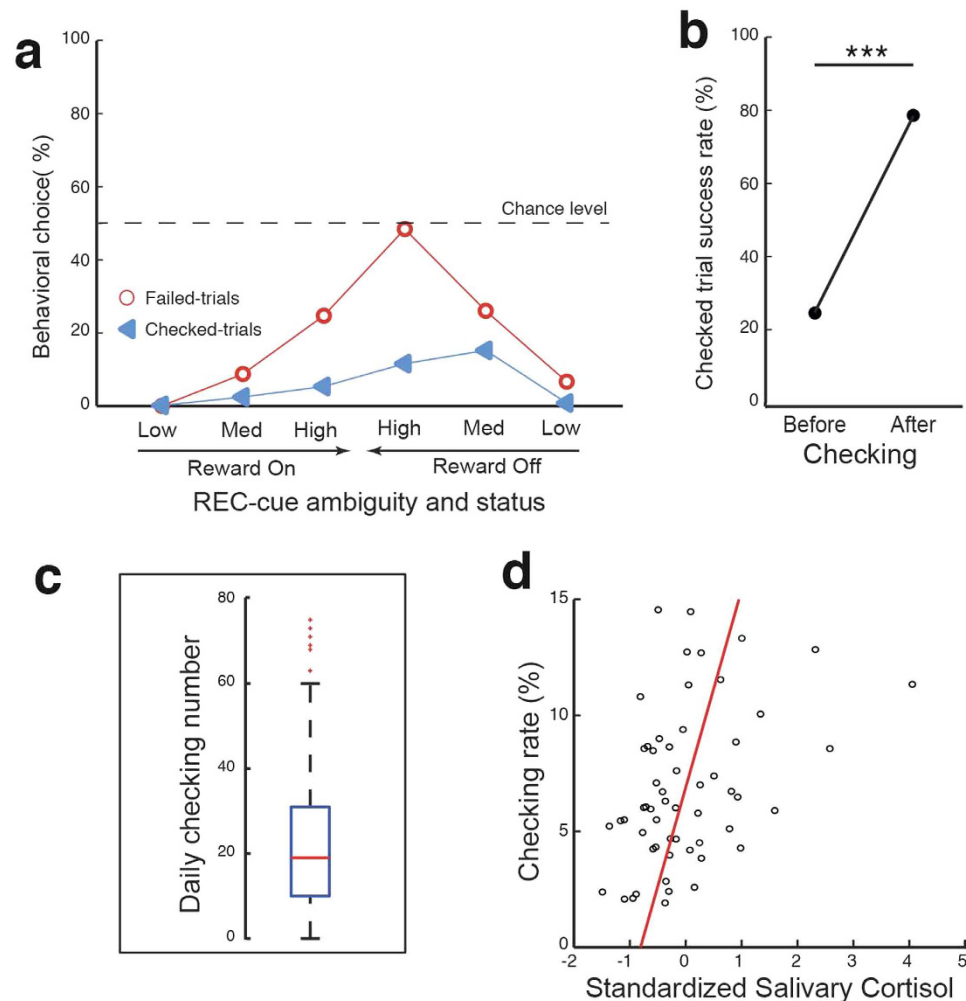 a
100
80
60
40
20
0
Behavioral choice( %)
Chance level
Failed-trials
Checked-trials
Low Med High High Med Low
Reward On Reward Off
REC-cue ambiguity and status
b
100
80
60
40
20
0
Checked trial success rate (%)
***
Before After
Checking
c
80
60
40
20
0
Daily checking number
d
15
10
5
0
Checking rate (%)
-2 -1 0 1 2 3 4 5
Standardized Salivary Cortisol